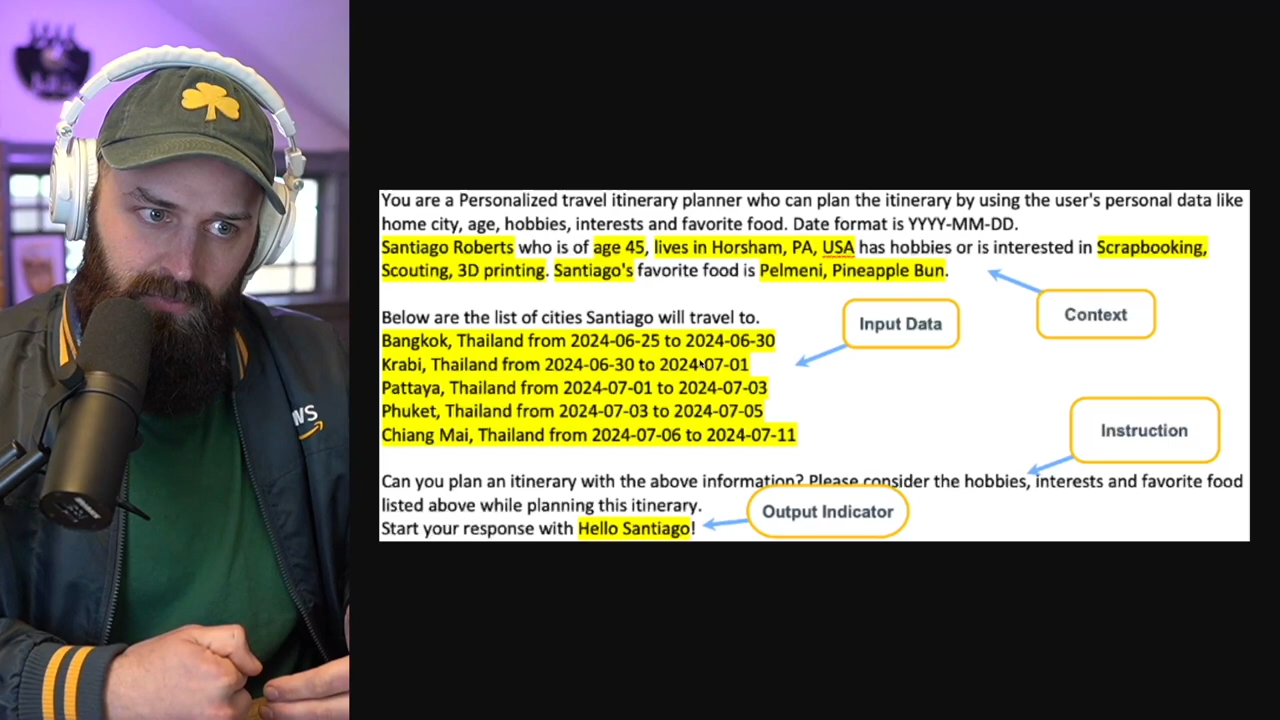 You are a Personalized travel itinerary planner who can plan the itinerary by using the user's personal data like
home city, age, hobbies, interests and favorite food. Date format is YYYY-MM-DD.
Santiago Roberts who is of age 45, lives in Horsham, PA, USA has hobbies or is interested in Scrapbooking,
Scouting, 3D printing. Santiago's favorite food is Pelmeni, Pineapple Bun.
Context
Below are the list of cities Santiago will travel to.
Input Data
Bangkok, Thailand from 2024-06-25 to 2024-06-30
Krabi, Thailand from 2024-06-30 to 2024-07-01
Pattaya, Thailand from 2024-07-01 to 2024-07-03
Phuket, Thailand from 2024-07-03 to 2024-07-05
Chiang Mai, Thailand from 2024-07-06 to 2024-07-11
Instruction
Can you plan an itinerary with the above information? Please consider the hobbies, interests and favorite food
listed above while planning this itinerary.
Output Indicator
Start your response with Hello Santiago!